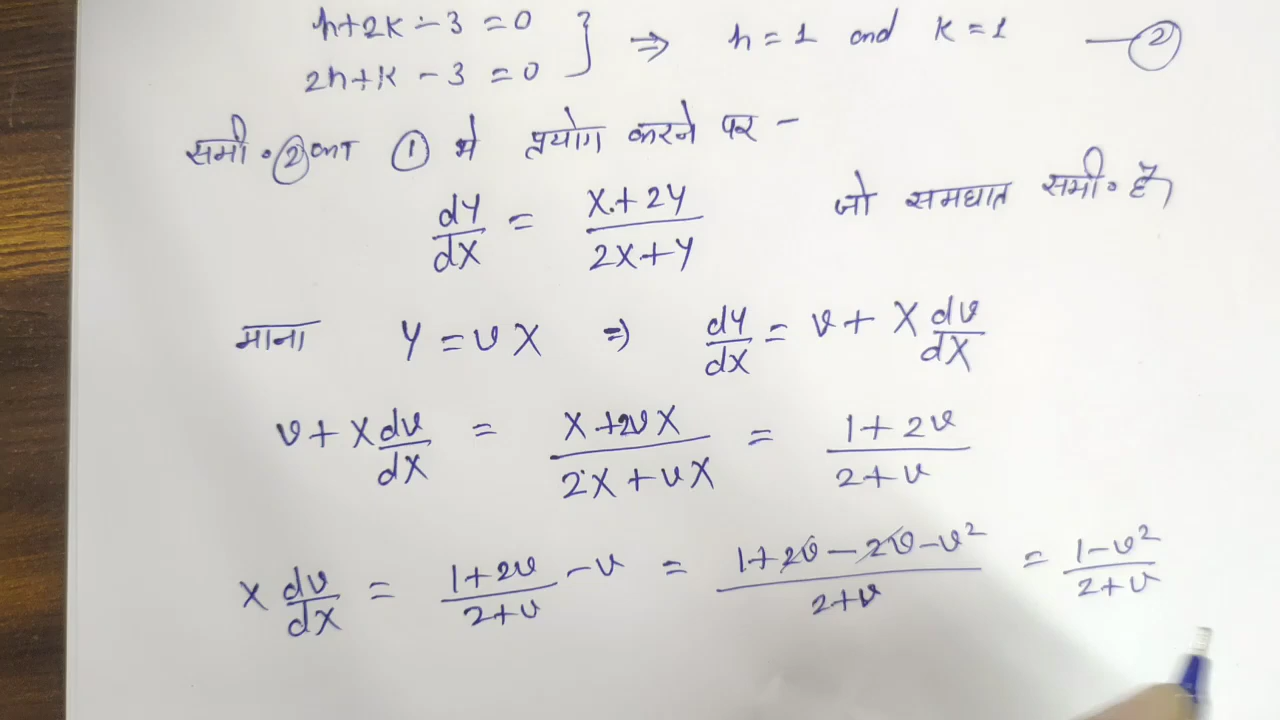 h+2k-3=0 } ⇒ h=1 and k=1 —②
2h+k-3=0
समी. ② का ① मे प्रयोग करने पर -
dY/dX = X+2Y/2X+Y जो समघात समी. है
माना Y=vX ⇒ dY/dX = v+X dv/dX
v+X dv/dX = X+2vX/2X+vX = 1+2v/2+v
X dv/dX = 1+2v/2+v -v = 1+2v-2v-v²/2+v = 1-v²/2+v